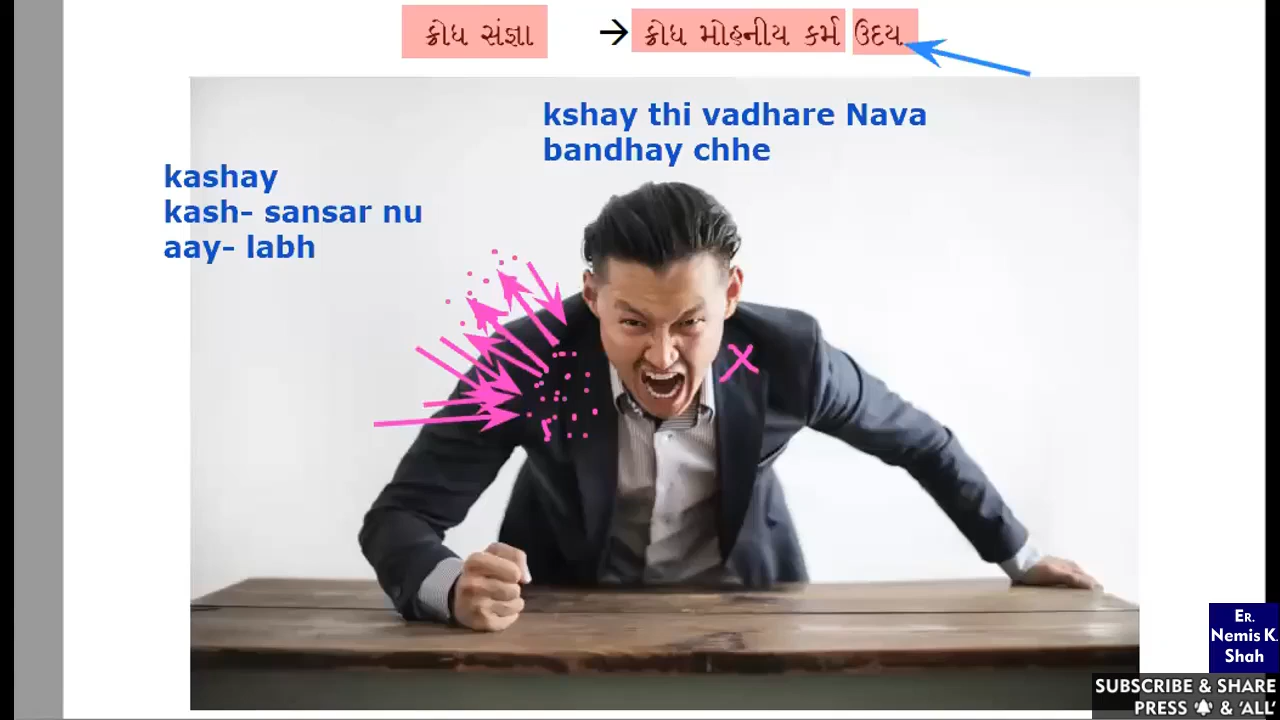 ક્રોધ સંજ્ઞા → ક્રોધ મોહનીય કર્મ ઉદય
kshay thi vadhare Nava
bandhay chhe
kashay
kash- sansar nu
aay- labh
ER.
Nemis K.
Shah
SUBSCRIBE & SHARE
PRESS 🔔 & 'ALL'